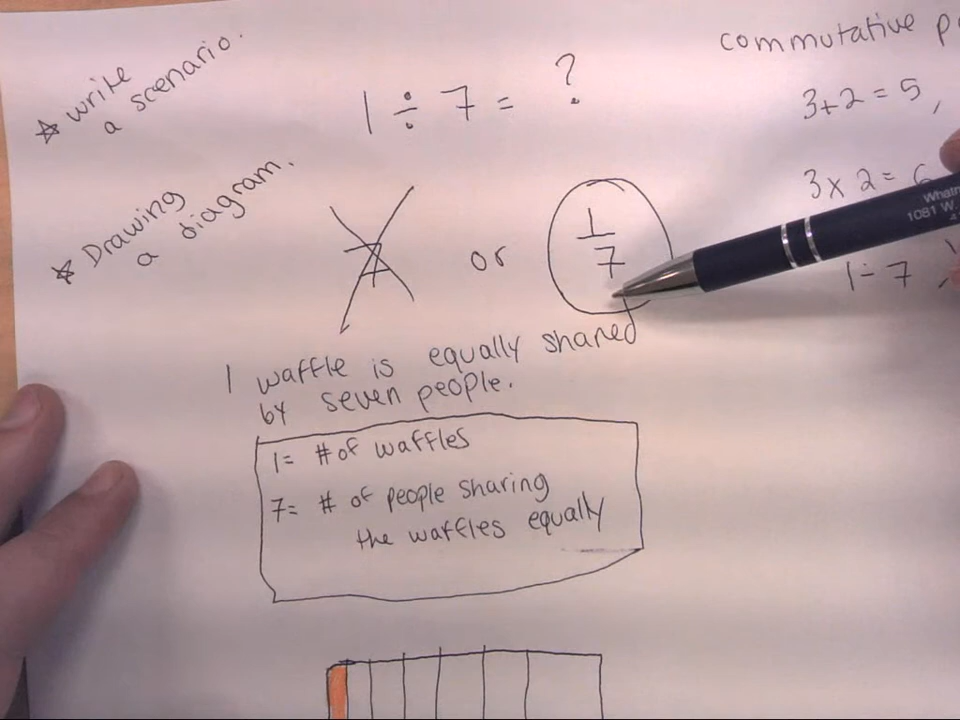 ☆ write
a scenario.
1 ÷ 7 = ?
commutative
3+2 = 5,
3 x 2 =
1 ÷ 7
☆ Drawing
a diagram.
7 or 1/7
1 waffle is equally shared
by seven people.
1= # of waffles
7= # of people sharing
the waffles equally
1081 W.